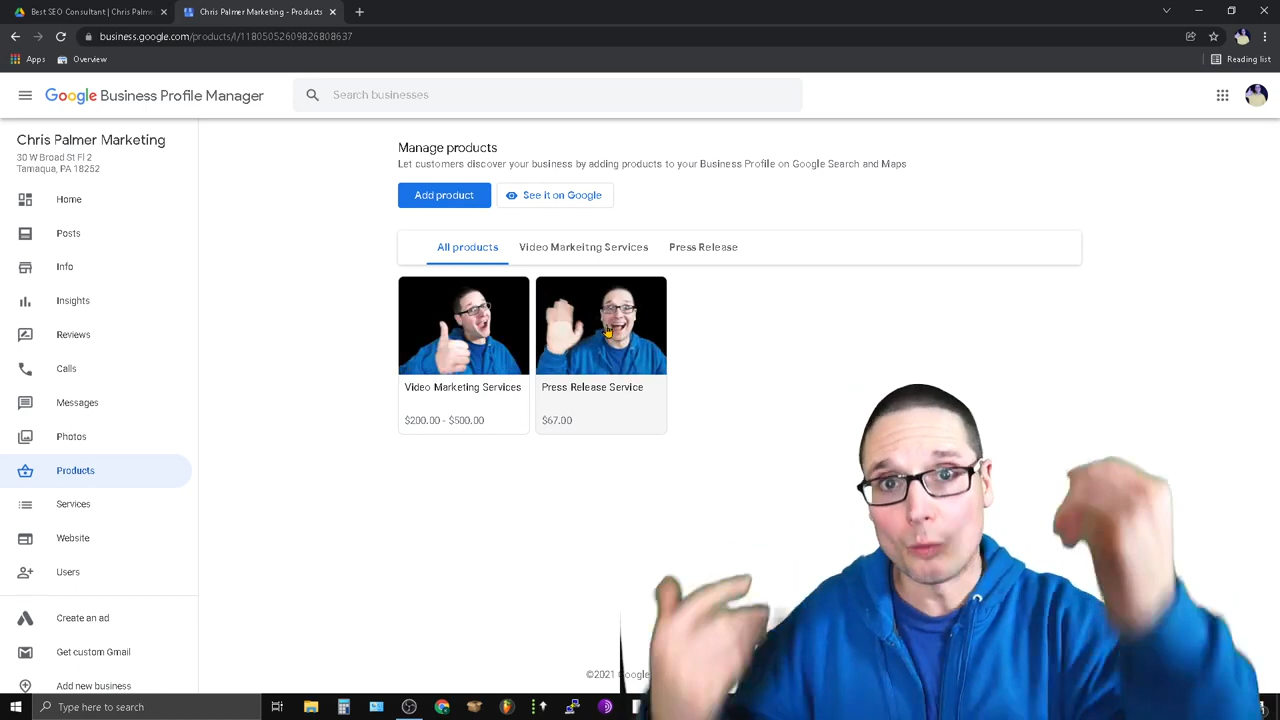 Best SEO Consultant | Chris Palme
Chris Palmer Marketing - Products
business.google.com/products/l/11805052609826808637
Apps
Overview
Reading list
Google Business Profile Manager
Search businesses
Chris Palmer Marketing
30 W Broad St Fl 2
Tamaqua, PA 18252
Home
Posts
Info
Insights
Reviews
Calls
Messages
Photos
Products
Services
Website
Users
Create an ad
Get custom Gmail
Add new business
Manage products
Let customers discover your business by adding products to your Business Profile on Google Search and Maps
Add product
See it on Google
All products
Video Markeitng Services
Press Release
Video Marketing Services
$200.00 - $500.00
Press Release Service
$67.00
©2021 Google
Type here to search